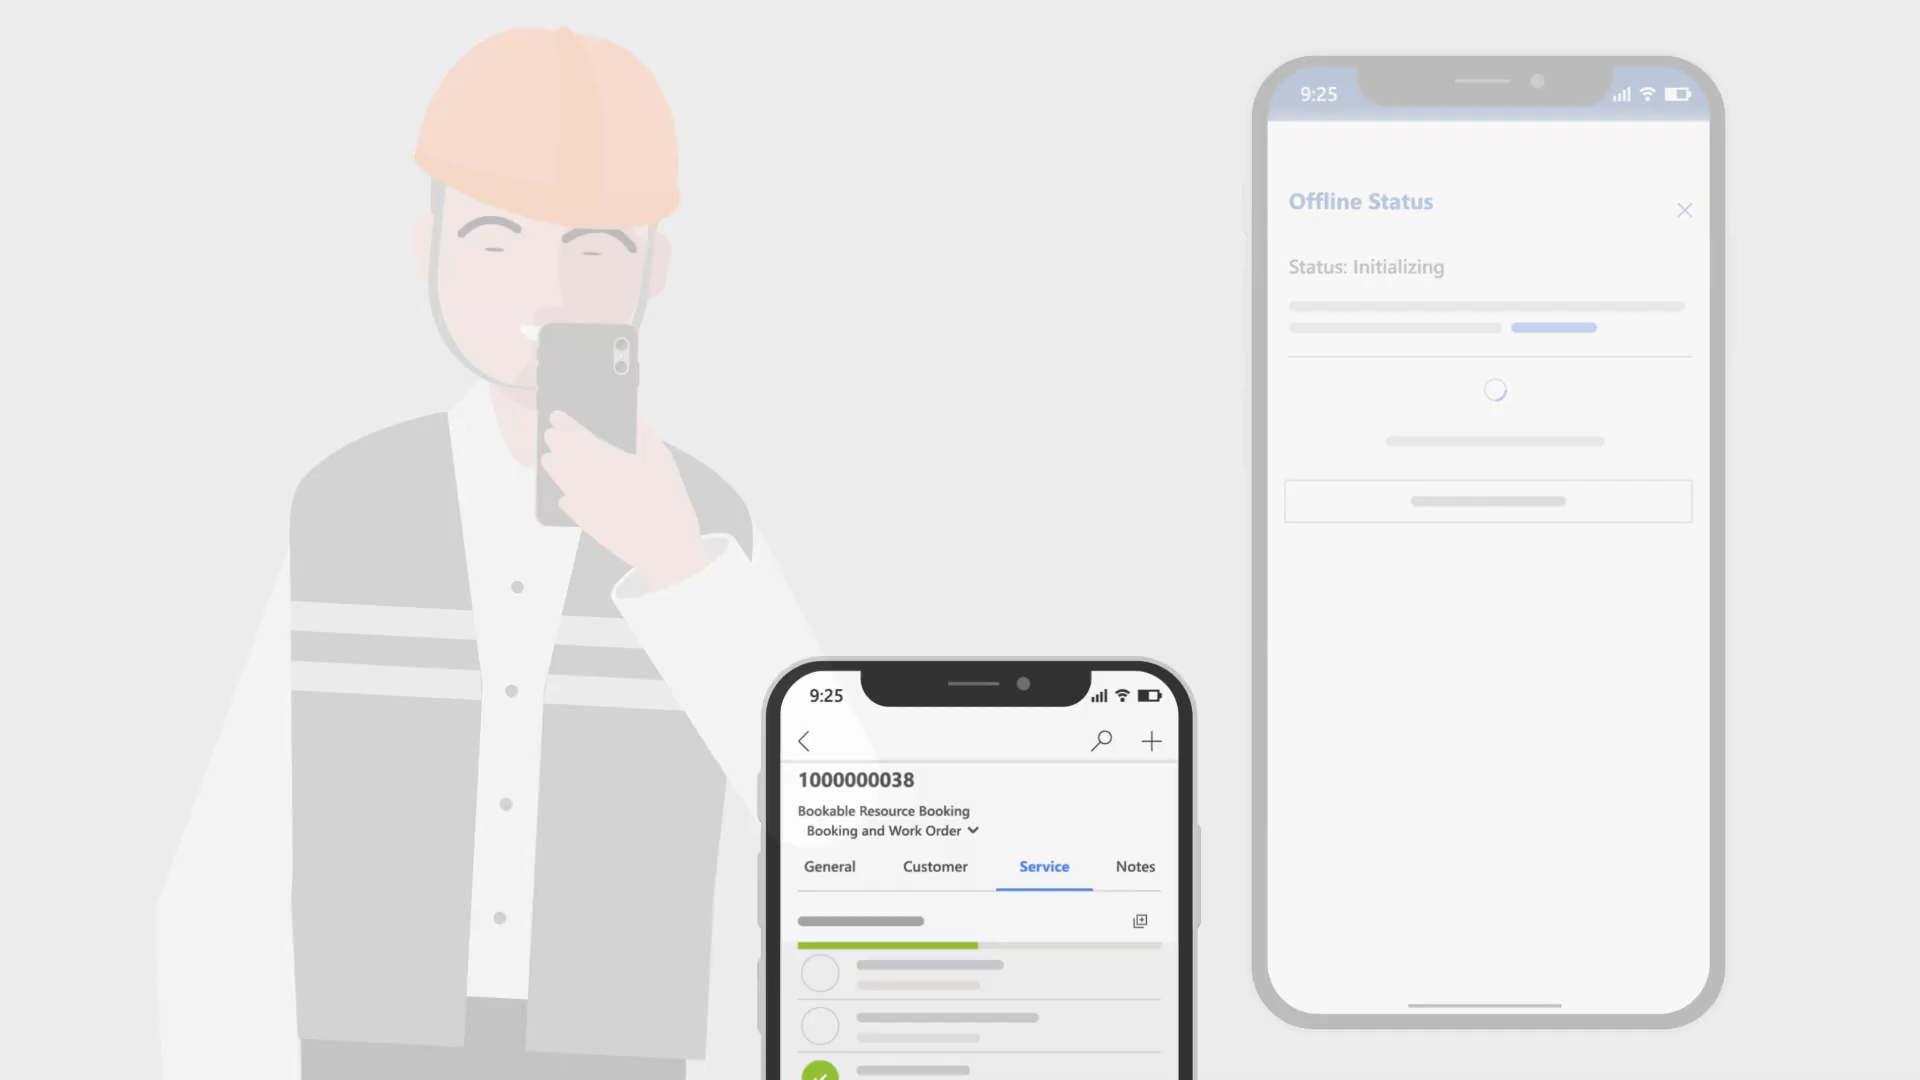 9:25
Offline Status
Status: Initializing
9:25
1000000038
Bookable Resource Booking
Booking and Work Order
General Customer Service Notes